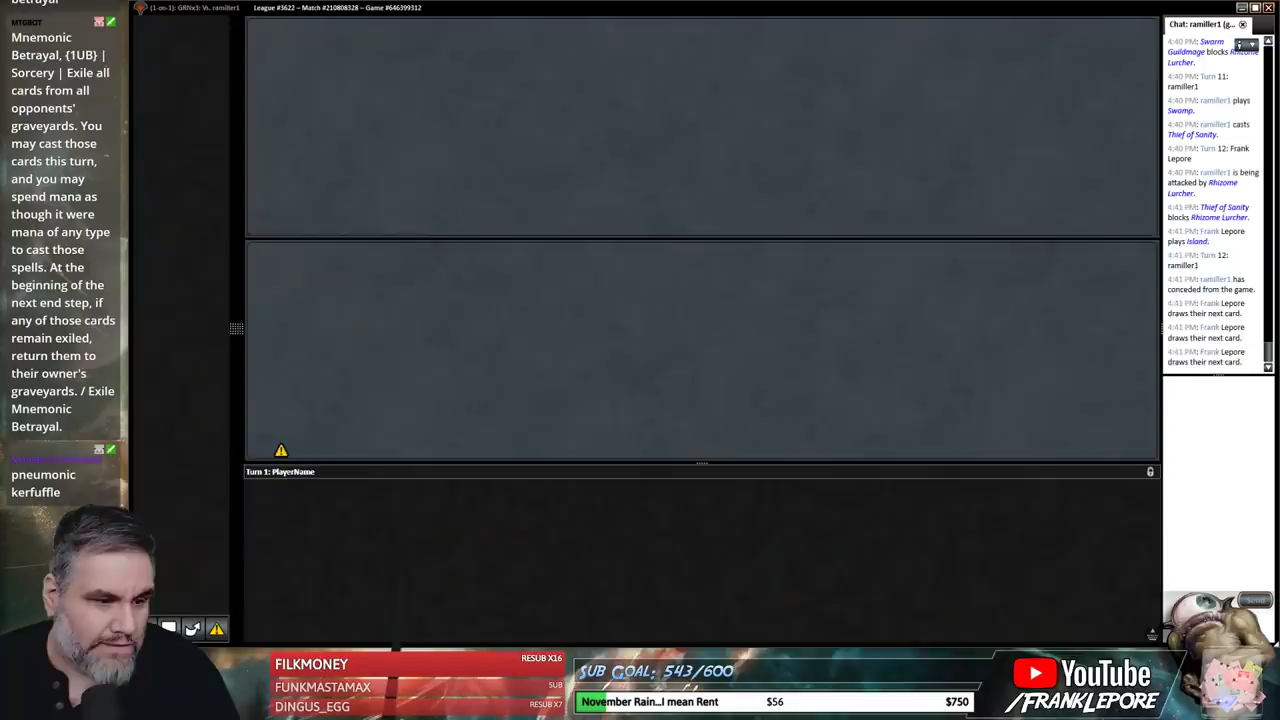 betrayal
(1-on-1): GRNx3: Vs. ramiller1
League #3622 – Match #210808328 – Game #646399312
MTGBOT
Mnemonic
Betrayal, {1UB} |
Sorcery | Exile all
cards from all
opponents'
graveyards. You
may cast those
cards this turn,
and you may
spend mana as
though it were
mana of any type
to cast those
spells. At the
beginning of the
next end step, if
any of those cards
remain exiled,
return them to
their owner's
graveyards. / Exile
Mnemonic
Betrayal.
pneumonic
kerfuffle
Turn 1: PlayerName
Chat: ramiller1 (g...
4:40 PM: Swarm
Guildmage blocks Rhizome
Lurcher.
4:40 PM: Turn 11:
ramiller1
4:40 PM: ramiller1 plays
Swamp.
4:40 PM: ramiller1 casts
Thief of Sanity.
4:40 PM: Turn 12: Frank
Lepore
4:40 PM: ramiller1 is being
attacked by Rhizome
Lurcher.
4:41 PM: Thief of Sanity
blocks Rhizome Lurcher.
4:41 PM: Frank Lepore
plays Island.
4:41 PM: Turn 12:
ramiller1
4:41 PM: ramiller1 has
conceded from the game.
4:41 PM: Frank Lepore
draws their next card.
4:41 PM: Frank Lepore
draws their next card.
4:41 PM: Frank Lepore
draws their next card.
Send
FILKMONEY RESUB X16
FUNKMASTAMAX SUB
DINGUS_EGG RESUB X7
SUB GOAL: 543/600
November Rain...I mean Rent $56 $750
YouTube
/FRANKLEPORE